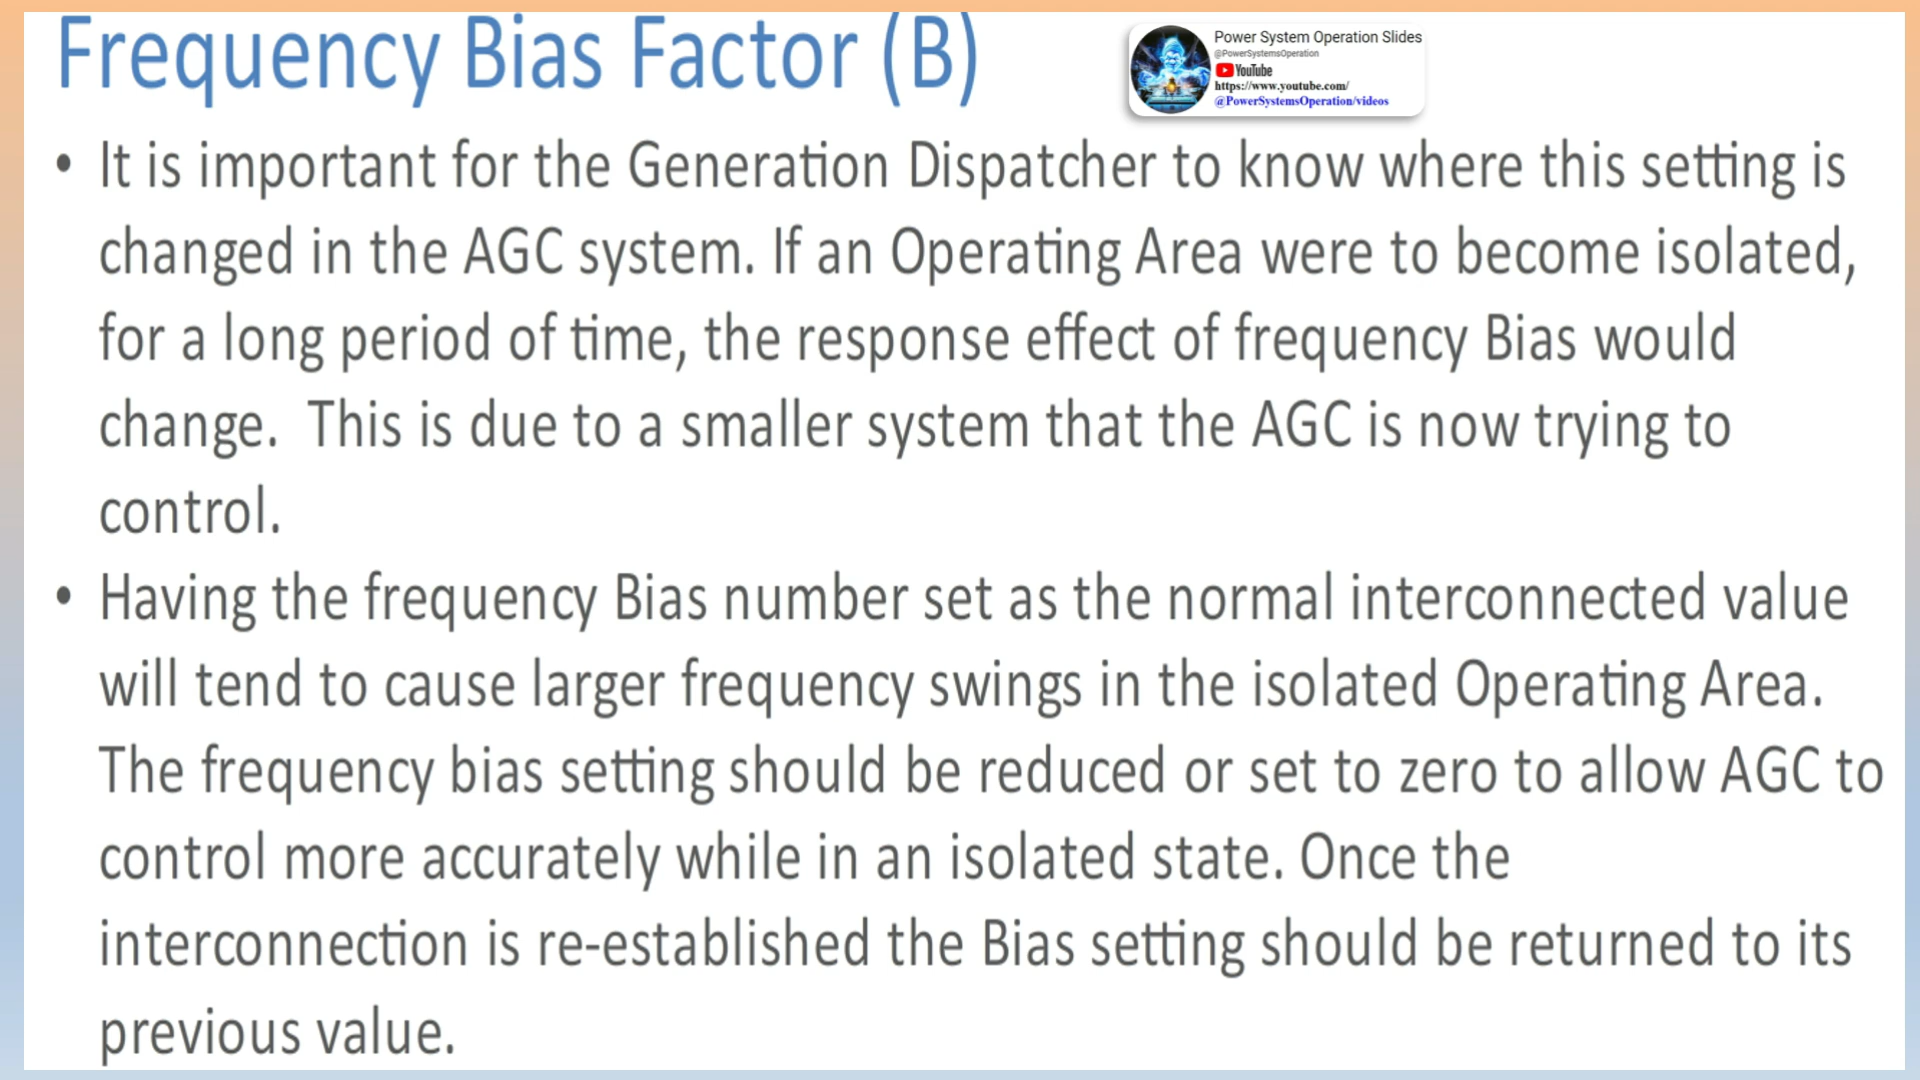 Frequency Bias Factor (B)
Power System Operation Slides
@PowerSystemsOperation
YouTube
https://www.youtube.com/
@PowerSystemsOperation/videos
• It is important for the Generation Dispatcher to know where this setting is
changed in the AGC system. If an Operating Area were to become isolated,
for a long period of time, the response effect of frequency Bias would
change.  This is due to a smaller system that the AGC is now trying to
control.
• Having the frequency Bias number set as the normal interconnected value
will tend to cause larger frequency swings in the isolated Operating Area.
The frequency bias setting should be reduced or set to zero to allow AGC to
control more accurately while in an isolated state. Once the
interconnection is re-established the Bias setting should be returned to its
previous value.